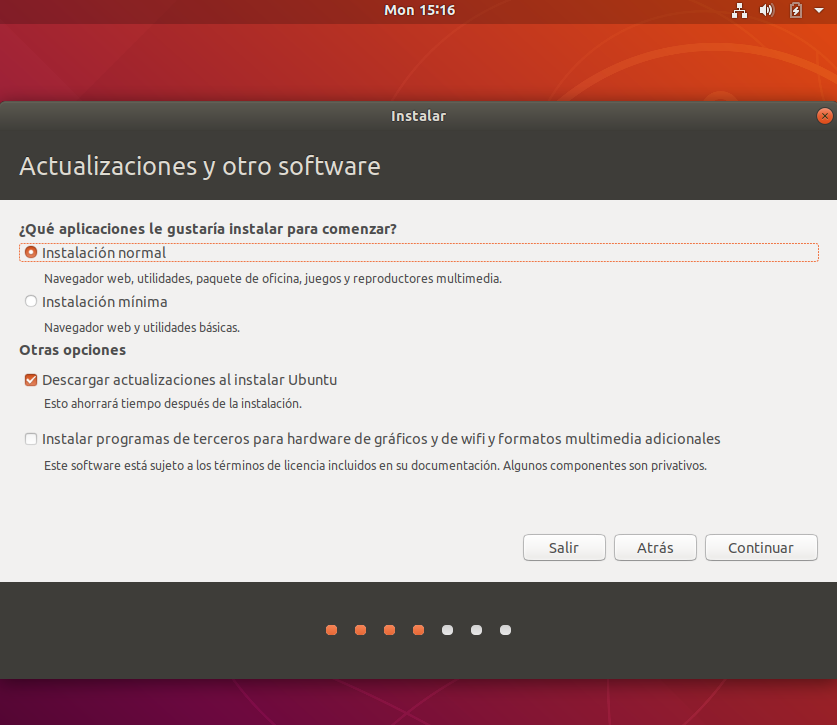 Mon 15:16
Instalar
Actualizaciones y otro software
¿Qué aplicaciones le gustaría instalar para comenzar?
Instalación normal
Navegador web, utilidades, paquete de oficina, juegos y reproductores multimedia.
Instalación mínima
Navegador web y utilidades básicas.
Otras opciones
Descargar actualizaciones al instalar Ubuntu
Esto ahorrará tiempo después de la instalación.
Instalar programas de terceros para hardware de gráficos y de wifi y formatos multimedia adicionales
Este software está sujeto a los términos de licencia incluidos en su documentación. Algunos componentes son privativos.
Salir Atrás Continuar